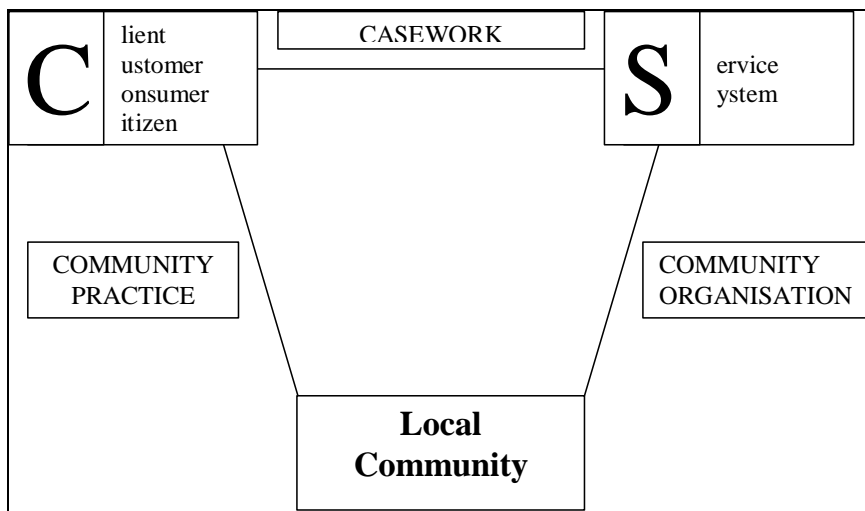 C
lient
ustomer
onsumer
itizen
CASEWORK
S
ervice
ystem
COMMUNITY
PRACTICE
COMMUNITY
ORGANISATION
Local
Community